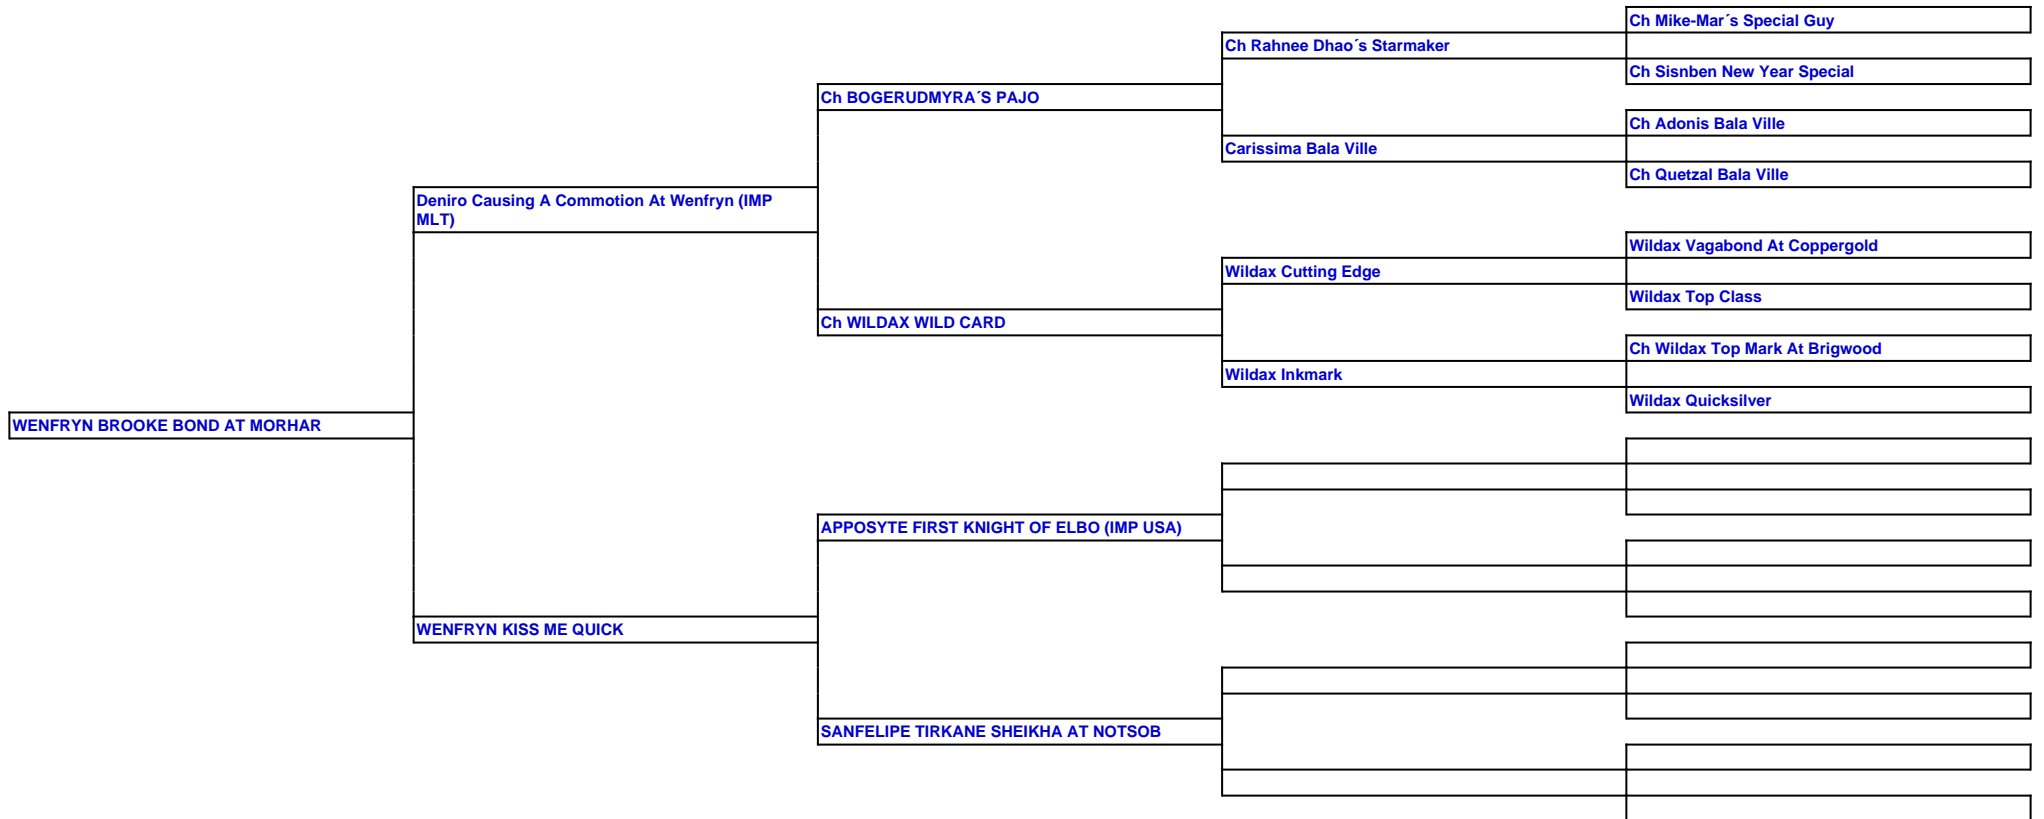 Ch Mike-Mar´s Special Guy
Ch Rahnee Dhao´s Starmaker
Ch Sisnben New Year Special
Ch BOGERUDMYRA´S PAJO
Ch Adonis Bala Ville
Carissima Bala Ville
Ch Quetzal Bala Ville
Deniro Causing A Commotion At Wenfryn (IMP
MLT)
Wildax Vagabond At Coppergold
Wildax Cutting Edge
Wildax Top Class
Ch WILDAX WILD CARD
Ch Wildax Top Mark At Brigwood
Wildax Inkmark
Wildax Quicksilver
WENFRYN BROOKE BOND AT MORHAR
APPOSYTE FIRST KNIGHT OF ELBO (IMP USA)
WENFRYN KISS ME QUICK
SANFELIPE TIRKANE SHEIKHA AT NOTSOB